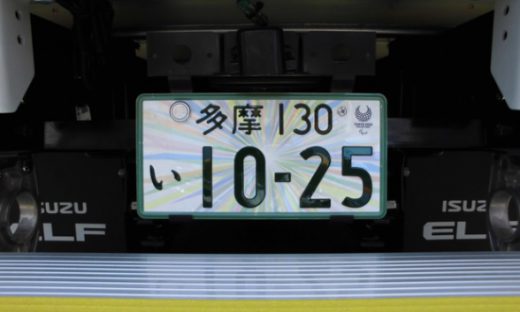 多摩 130
い 10-25
ISUZU
ELF
ISUZU
ELF